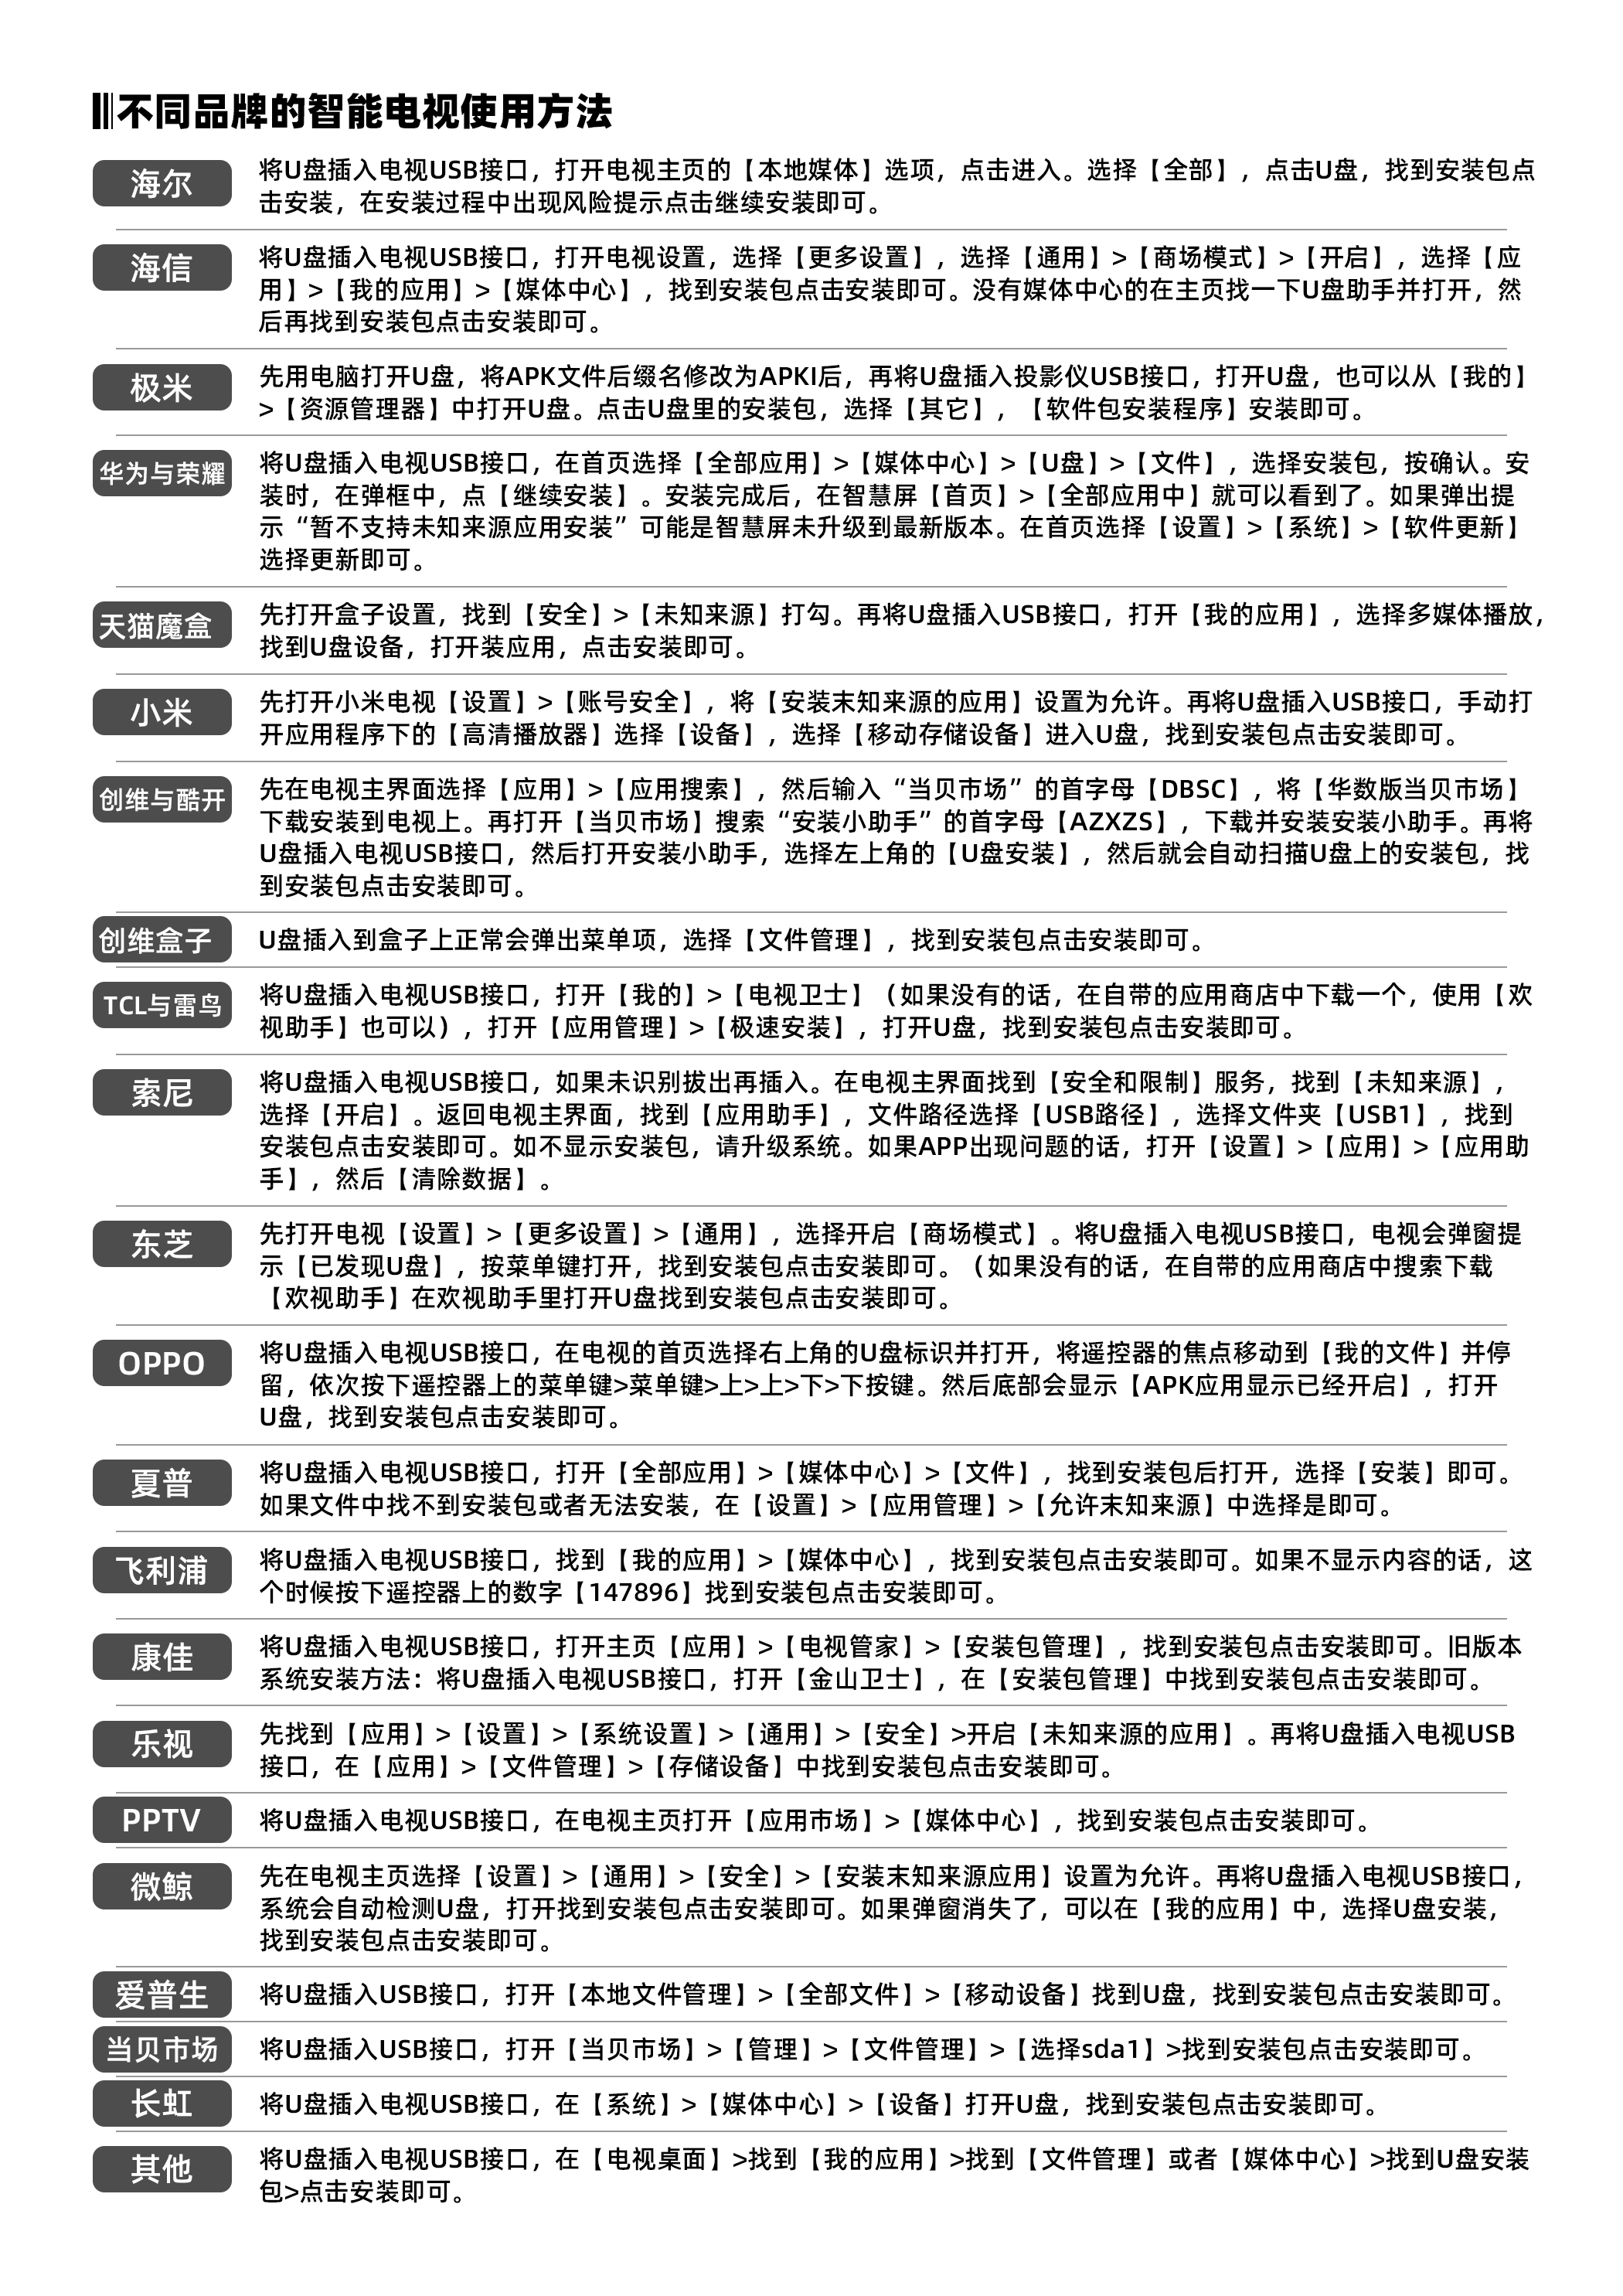 不同品牌的智能电视使用方法
海尔
将U盘插入电视USB接口，打开电视主页的【本地媒体】选项，点击进入。选择【全部】，点击U盘，找到安装包点
击安装，在安装过程中出现风险提示点击继续安装即可。
海信
将U盘插入电视USB接口，打开电视设置，选择【更多设置】，选择【通用】>【商场模式】>【开启】，选择【应
用】>【我的应用】>【媒体中心】，找到安装包点击安装即可。没有媒体中心的在主页找一下U盘助手并打开，然
后再找到安装包点击安装即可。
极米
先用电脑打开U盘，将APK文件后缀名修改为APKI后，再将U盘插入投影仪USB接口，打开U盘，也可以从【我的】
>【资源管理器】中打开U盘。点击U盘里的安装包，选择【其它】，【软件包安装程序】安装即可。
华为与荣耀
将U盘插入电视USB接口，在首页选择【全部应用】>【媒体中心】>【U盘】>【文件】，选择安装包，按确认。安
装时，在弹框中，点【继续安装】。安装完成后，在智慧屏【首页】>【全部应用中】就可以看到了。如果弹出提
示“暂不支持未知来源应用安装”可能是智慧屏未升级到最新版本。在首页选择【设置】>【系统】>【软件更新】
选择更新即可。
天猫魔盒
先打开盒子设置，找到【安全】>【未知来源】打勾。再将U盘插入USB接口，打开【我的应用】，选择多媒体播放，
找到U盘设备，打开装应用，点击安装即可。
小米
先打开小米电视【设置】>【账号安全】，将【安装末知来源的应用】设置为允许。再将U盘插入USB接口，手动打
开应用程序下的【高清播放器】选择【设备】，选择【移动存储设备】进入U盘，找到安装包点击安装即可。
创维与酷开
先在电视主界面选择【应用】>【应用搜索】，然后输入“当贝市场”的首字母【DBSC】，将【华数版当贝市场】
下载安装到电视上。再打开【当贝市场】搜索“安装小助手”的首字母【AZXZS】，下载并安装安装小助手。再将
U盘插入电视USB接口，然后打开安装小助手，选择左上角的【U盘安装】，然后就会自动扫描U盘上的安装包，找
到安装包点击安装即可。
创维盒子
U盘插入到盒子上正常会弹出菜单项，选择【文件管理】，找到安装包点击安装即可。
TCL与雷鸟
将U盘插入电视USB接口，打开【我的】>【电视卫士】（如果没有的话，在自带的应用商店中下载一个，使用【欢
视助手】也可以），打开【应用管理】>【极速安装】，打开U盘，找到安装包点击安装即可。
索尼
将U盘插入电视USB接口，如果未识别拔出再插入。在电视主界面找到【安全和限制】服务，找到【未知来源】，
选择【开启】。返回电视主界面，找到【应用助手】，文件路径选择【USB路径】，选择文件夹【USB1】，找到
安装包点击安装即可。如不显示安装包，请升级系统。如果APP出现问题的话，打开【设置】>【应用】>【应用助
手】，然后【清除数据】。
东芝
先打开电视【设置】>【更多设置】>【通用】，选择开启【商场模式】。将U盘插入电视USB接口，电视会弹窗提
示【已发现U盘】，按菜单键打开，找到安装包点击安装即可。（如果没有的话，在自带的应用商店中搜索下载
【欢视助手】在欢视助手里打开U盘找到安装包点击安装即可。
OPPO
将U盘插入电视USB接口，在电视的首页选择右上角的U盘标识并打开，将遥控器的焦点移动到【我的文件】并停
留，依次按下遥控器上的菜单键>菜单键>上>上>下>下按键。然后底部会显示【APK应用显示已经开启】，打开
U盘，找到安装包点击安装即可。
夏普
将U盘插入电视USB接口，打开【全部应用】>【媒体中心】>【文件】，找到安装包后打开，选择【安装】即可。
如果文件中找不到安装包或者无法安装，在【设置】>【应用管理】>【允许末知来源】中选择是即可。
飞利浦
将U盘插入电视USB接口，找到【我的应用】>【媒体中心】，找到安装包点击安装即可。如果不显示内容的话，这
个时候按下遥控器上的数字【147896】找到安装包点击安装即可。
康佳
将U盘插入电视USB接口，打开主页【应用】>【电视管家】>【安装包管理】，找到安装包点击安装即可。旧版本
系统安装方法：将U盘插入电视USB接口，打开【金山卫士】，在【安装包管理】中找到安装包点击安装即可。
乐视
先找到【应用】>【设置】>【系统设置】>【通用】>【安全】>开启【未知来源的应用】。再将U盘插入电视USB
接口，在【应用】>【文件管理】>【存储设备】中找到安装包点击安装即可。
PPTV
将U盘插入电视USB接口，在电视主页打开【应用市场】>【媒体中心】，找到安装包点击安装即可。
微鲸
先在电视主页选择【设置】>【通用】>【安全】>【安装末知来源应用】设置为允许。再将U盘插入电视USB接口，
系统会自动检测U盘，打开找到安装包点击安装即可。如果弹窗消失了，可以在【我的应用】中，选择U盘安装，
找到安装包点击安装即可。
爱普生
将U盘插入USB接口，打开【本地文件管理】>【全部文件】>【移动设备】找到U盘，找到安装包点击安装即可。
当贝市场
将U盘插入USB接口，打开【当贝市场】>【管理】>【文件管理】>【选择sda1】>找到安装包点击安装即可。
长虹
将U盘插入电视USB接口，在【系统】>【媒体中心】>【设备】打开U盘，找到安装包点击安装即可。
其他
将U盘插入电视USB接口，在【电视桌面】>找到【我的应用】>找到【文件管理】或者【媒体中心】>找到U盘安装
包>点击安装即可。